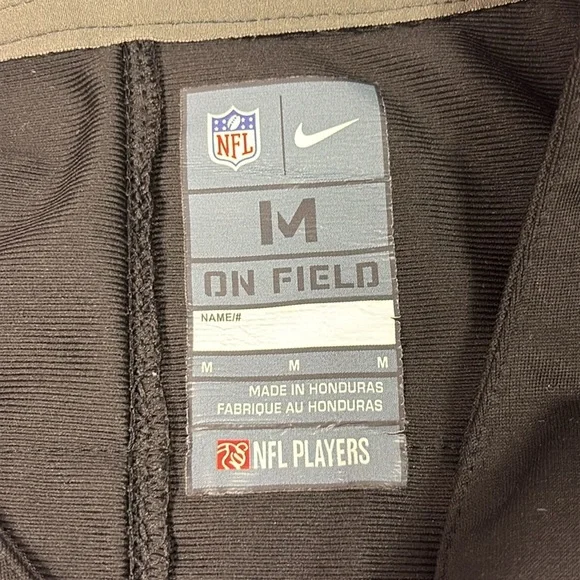 NFL
M
ON FIELD
NAME/#
M M M
MADE IN HONDURAS
FABRIQUE AU HONDURAS
NFL PLAYERS